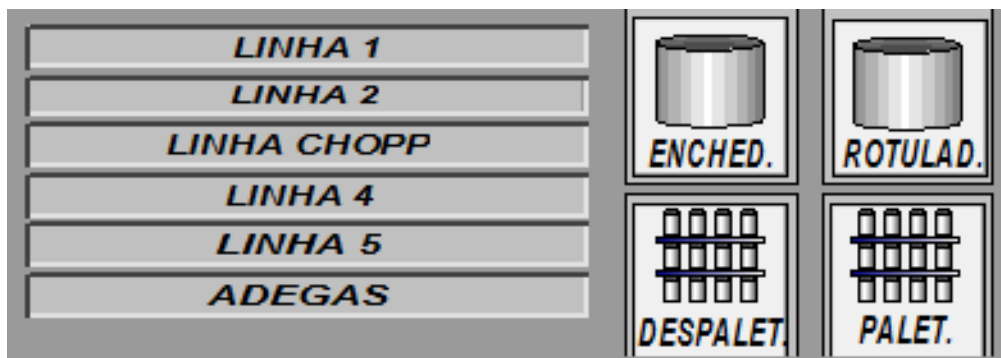 LINHA 1
LINHA 2
LINHA CHOPP
LINHA 4
LINHA 5
ADEGAS
ENCHED.
ROTULAD.
DESPALET.
PALET.